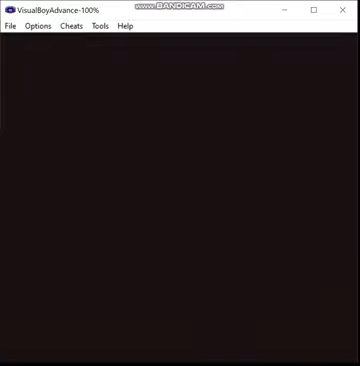 www.BANDICAM.com
VisualBoyAdvance-100%
File Options Cheats Tools Help